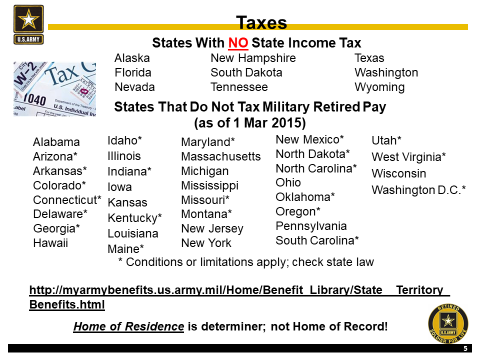 Taxes
U.S.ARMY
States With NO State Income Tax
Alaska New Hampshire Texas
Florida South Dakota Washington
Nevada Tennessee Wyoming
W-2
Tax
1040
Label
U.S. Individual
States That Do Not Tax Military Retired Pay
(as of 1 Mar 2015)
Alabama
Arizona*
Arkansas*
Colorado*
Connecticut*
Delaware*
Georgia*
Hawaii
Idaho*
Illinois
Indiana*
Iowa
Kansas
Kentucky*
Louisiana
Maine*
Maryland*
Massachusetts
Michigan
Mississippi
Missouri*
Montana*
New Jersey
New York
New Mexico*
North Dakota*
North Carolina*
Ohio
Oklahoma*
Oregon*
Pennsylvania
South Carolina*
Utah*
West Virginia*
Wisconsin
Washington D.C.*
* Conditions or limitations apply; check state law
http://myarmybenefits.us.army.mil/Home/Benefit_Library/State__Territory_
Benefits.html
Home of Residence is determiner; not Home of Record!
5